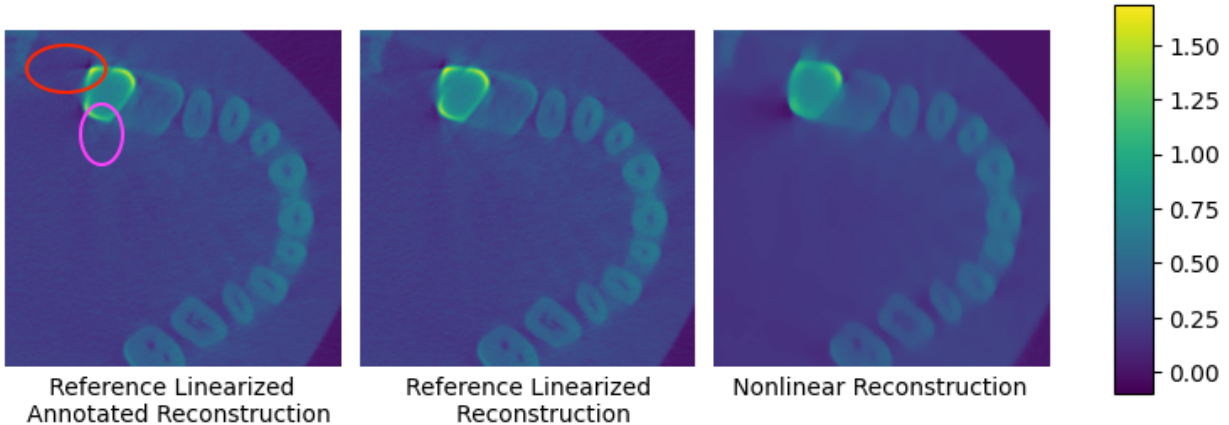 1.50
1.25
1.00
0.75
0.50
0.25
0.00
Reference Linearized
Annotated Reconstruction
Reference Linearized
Reconstruction
Nonlinear Reconstruction